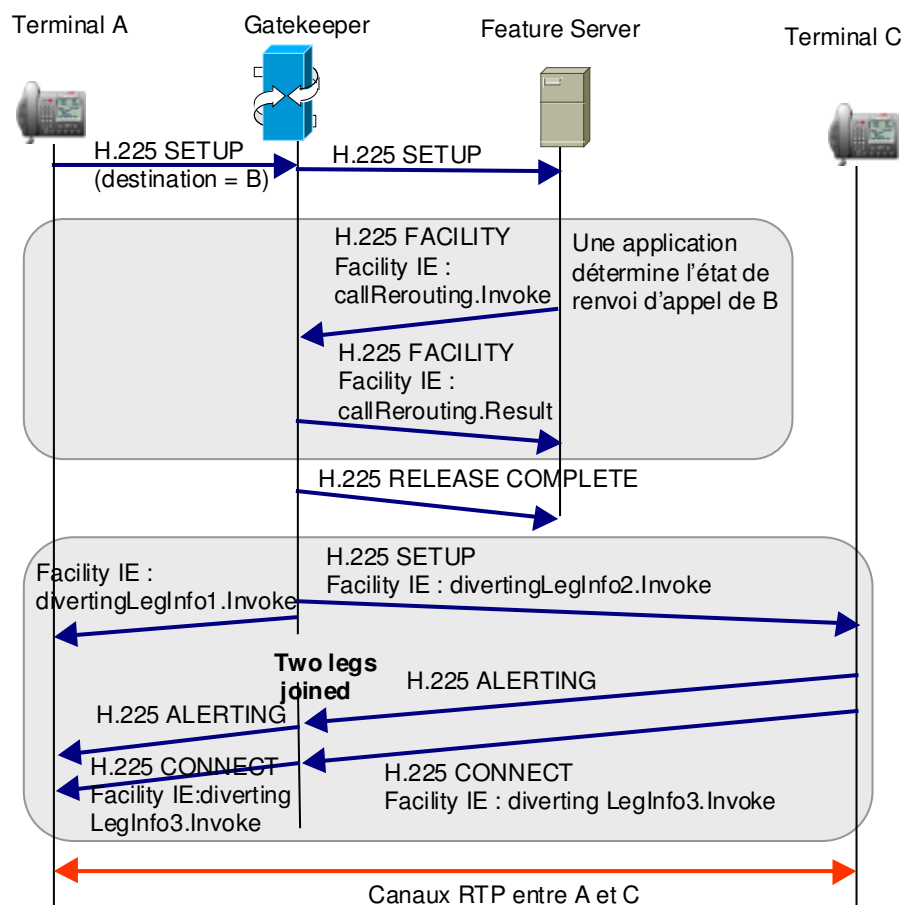 Terminal A
Gatekeeper
Feature Server
Terminal C
H.225 SETUP
(destination = B)
H.225 SETUP
H.225 FACILITY
Facility IE :
callRerouting.Invoke
Une application
détermine l'état de
renvoi d'appel de B
H.225 FACILITY
Facility IE :
callRerouting.Result
H.225 RELEASE COMPLETE
H.225 SETUP
Facility IE : divertingLegInfo2.Invoke
Facility IE :
divertingLegInfo1.Invoke
Two legs
joined
H.225 ALERTING
H.225 ALERTING
H.225 CONNECT
Facility IE:diverting
LegInfo3.Invoke
H.225 CONNECT
Facility IE : diverting LegInfo3.Invoke
Canaux RTP entre A et C